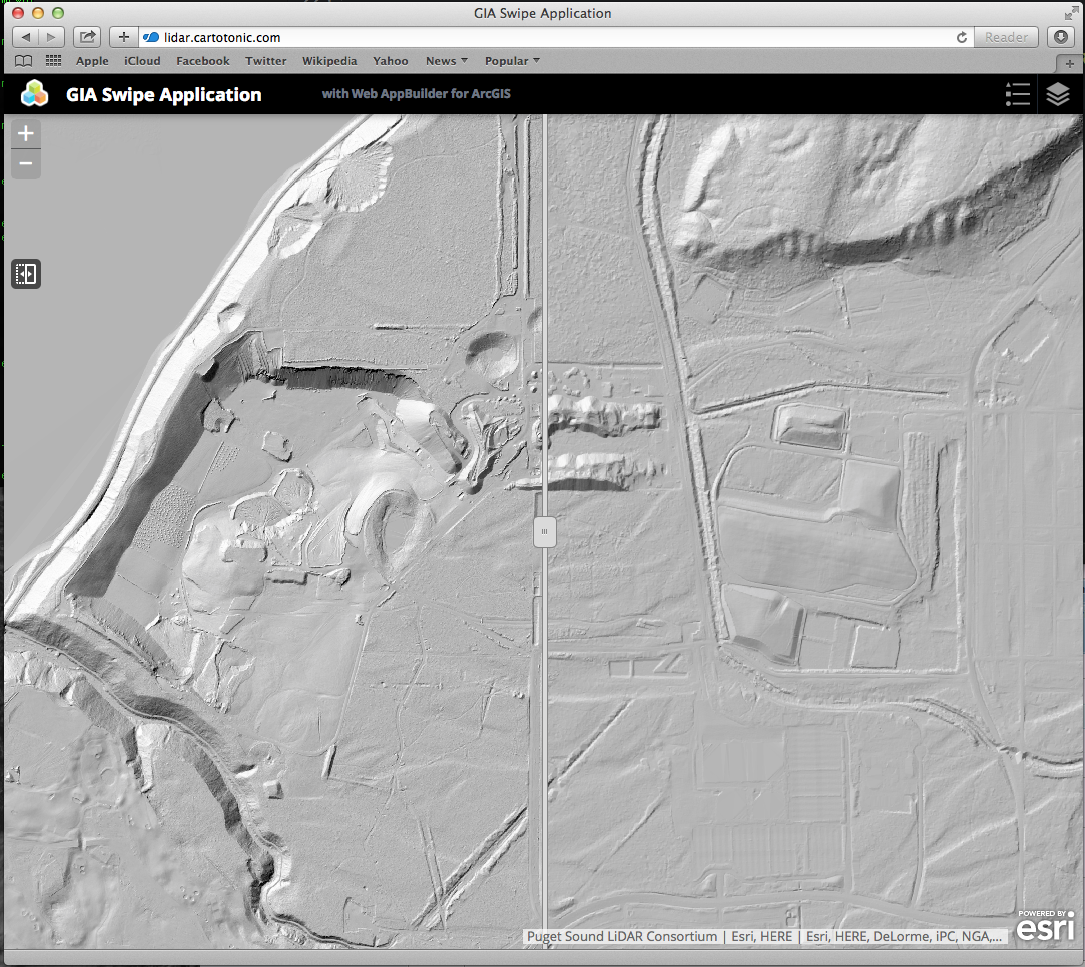 GIA Swipe Application
lidar.cartotonic.com
Reader
Apple iCloud Facebook Twitter Wikipedia Yahoo News Popular
GIA Swipe Application with Web AppBuilder for ArcGIS
+
−
POWERED BY
esri
Puget Sound LiDAR Consortium | Esri, HERE | Esri, HERE, DeLorme, iPC, NGA,...